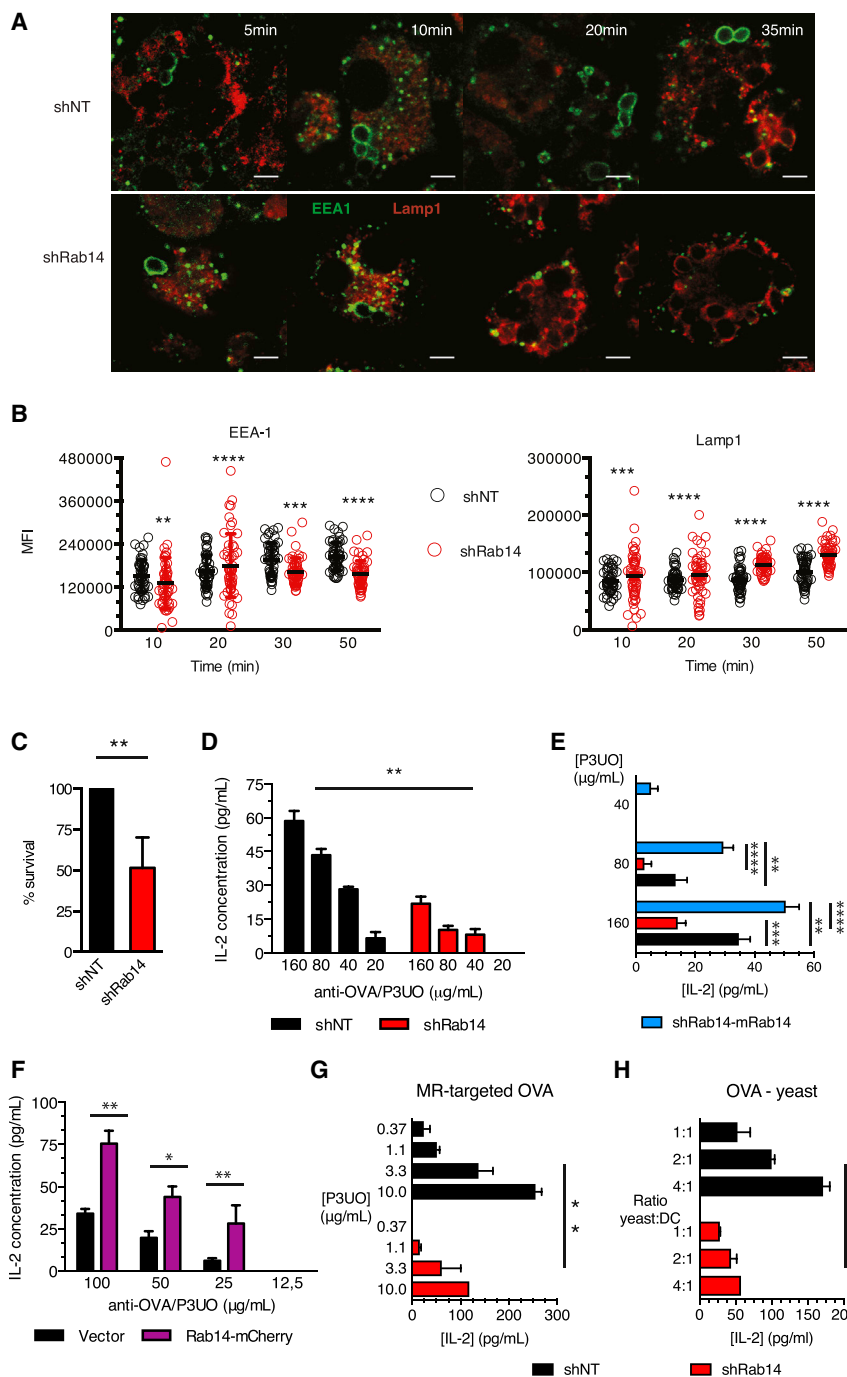 A
5min
10min
20min
35min
shNT
EEA1
Lamp1
shRab14
B
EEA-1
Lamp1
480000
360000
240000
120000
0
MFI
**
****
***
****
10
20
30
50
Time (min)
shNT
shRab14
300000
200000
100000
0
***
****
****
****
10
20
30
50
Time (min)
C
**
100
75
50
25
0
% survival
shNT
shRab14
D
**
75
60
45
30
15
0
IL-2 concentration (pg/mL)
160 80 40 20
160 80 40 20
anti-OVA/P3UO (µg/mL)
shNT
shRab14
E
[P3UO]
(µg/mL)
40
80
160
****
**
***
**
****
0 20 40 60
[IL-2] (pg/mL)
shRab14-mRab14
F
100
75
50
25
0
IL-2 concentration (pg/mL)
**
*
**
100 50 25 12,5
anti-OVA/P3UO (µg/mL)
Vector
Rab14-mCherry
G
MR-targeted OVA
0.37
1.1
3.3
10.0
[P3UO]
(µg/mL)
0.37
1.1
3.3
10.0
* *
0 100 200 300
[IL-2] (pg/mL)
H
OVA - yeast
1:1
2:1
4:1
Ratio
yeast:DC
1:1
2:1
4:1
0 50 100 150 20
[IL-2] (pg/ml)
shNT
shRab14